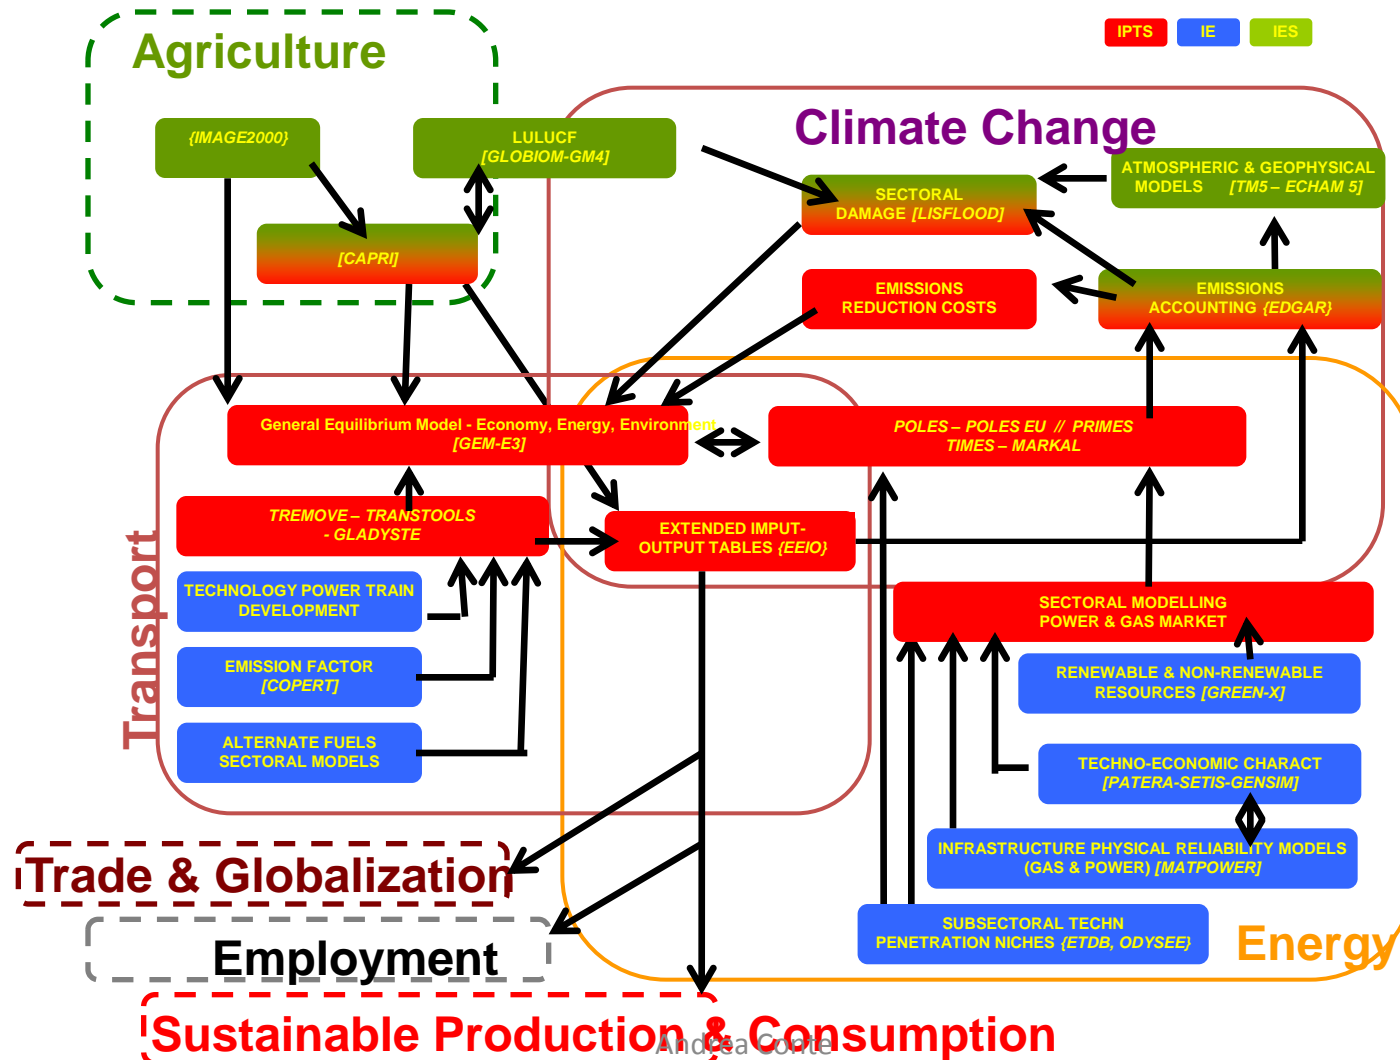 Agriculture
IPTS
IE
IES
Climate Change
{IMAGE2000}
LULUCF
[GLOBIOM-GM4]
ATMOSPHERIC & GEOPHYSICAL
MODELS [TM5 – ECHAM 5]
SECTORAL
DAMAGE [LISFLOOD]
[CAPRI]
EMISSIONS
REDUCTION COSTS
EMISSIONS
ACCOUNTING {EDGAR}
General Equilibrium Model - Economy, Energy, Environment
[GEM-E3]
POLES – POLES EU // PRIMES
TIMES – MARKAL
Transport
TREMOVE – TRANSTOOLS
- GLADYSTE
EXTENDED IMPUT-
OUTPUT TABLES {EEIO}
TECHNOLOGY POWER TRAIN
DEVELOPMENT
SECTORAL MODELLING
POWER & GAS MARKET
EMISSION FACTOR
[COPERT]
RENEWABLE & NON-RENEWABLE
RESOURCES [GREEN-X]
ALTERNATE FUELS
SECTORAL MODELS
TECHNO-ECONOMIC CHARACT
[PATERA-SETIS-GENSIM]
INFRASTRUCTURE PHYSICAL RELIABILITY MODELS
(GAS & POWER) [MATPOWER]
Trade & Globalization
SUBSECTORAL TECHN
PENETRATION NICHES {ETDB, ODYSEE}
Energy
Employment
Sustainable Production & Consumption
Andrea Conte